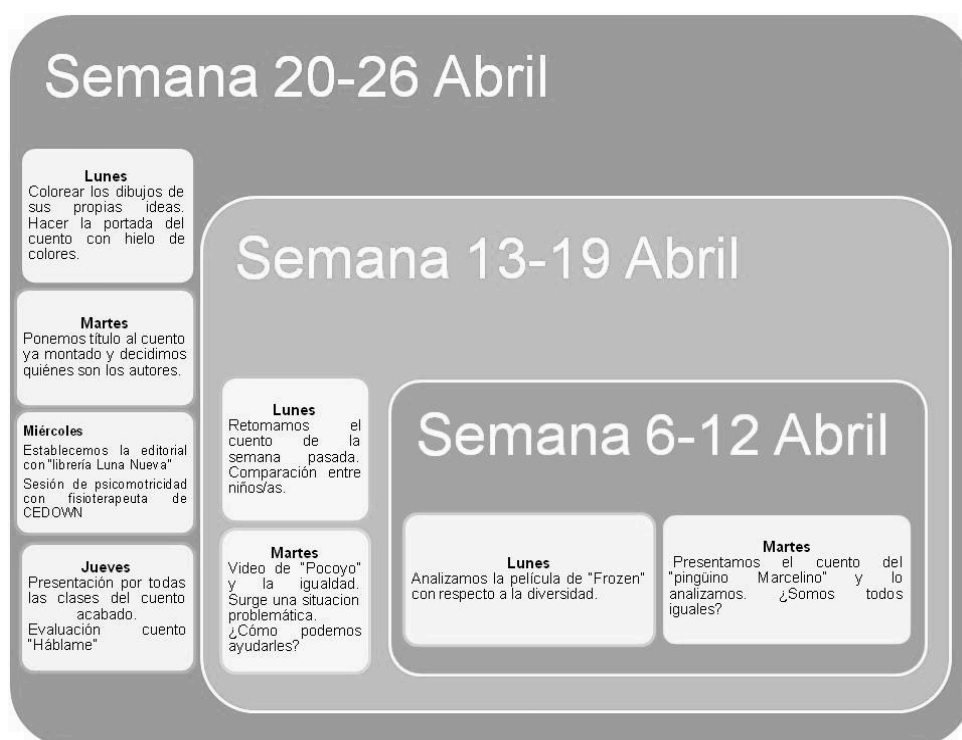 Semana 20-26 Abril
Lunes
Colorear los dibujos de
sus propias ideas.
Hacer la portada del
cuento con hielo de
colores.
Martes
Ponemos título al cuento
ya montado y decidimos
quiénes son los autores.
Miércoles
Establecemos la editorial
con "librería Luna Nueva"
Sesión de psicomotricidad
con fisioterapeuta de
CEDOWN
Jueves
Presentación por todas
las clases del cuento
acabado.
Evaluación cuento
"Háblame"
Semana 13-19 Abril
Lunes
Retomamos el
cuento de la
semana pasada.
Comparación entre
niños/as.
Martes
Video de "Pocoyo"
y la igualdad.
Surge una situacion
problemática.
¿Cómo podemos
ayudarles?
Semana 6-12 Abril
Lunes
Analizamos la película de "Frozen"
con respecto a la diversidad.
Martes
Presentamos el cuento del
"pingüino Marcelino" y lo
analizamos. ¿Somos todos
iguales?